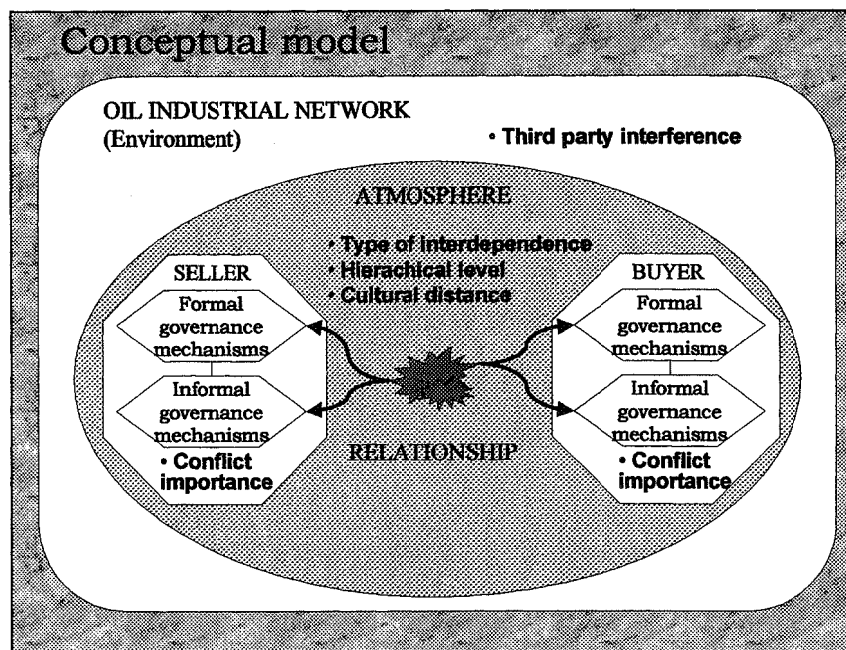 Conceptual model
OIL INDUSTRIAL NETWORK
(Environment)
• Third party interference
ATMOSPHERE
• Type of interdependence
• Hierachical level
• Cultural distance
SELLER
Formal
governance
mechanisms
Informal
governance
mechanisms
• Conflict
importance
BUYER
Formal
governance
mechanisms
Informal
governance
mechanisms
• Conflict
importance
RELATIONSHIP